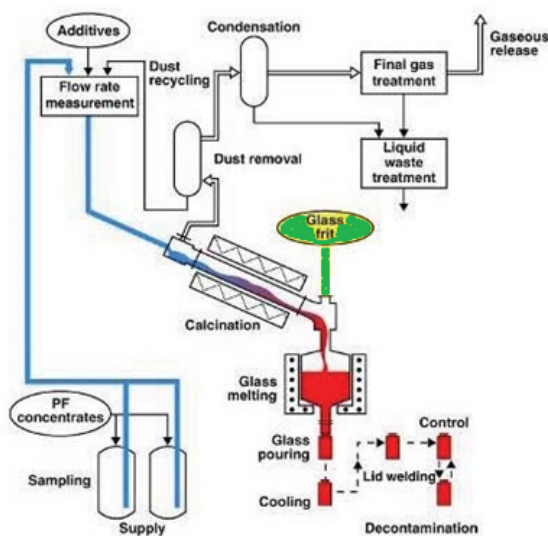 Additives
Condensation
Gaseous
release
Dust
recycling
Flow rate
measurement
Final gas
treatment
Dust removal
Liquid
waste
treatment
Glass
frit
Calcination
Glass
melting
PF
concentrates
Glass
pouring
Control
Sampling
Lid welding
Cooling
Supply
Decontamination